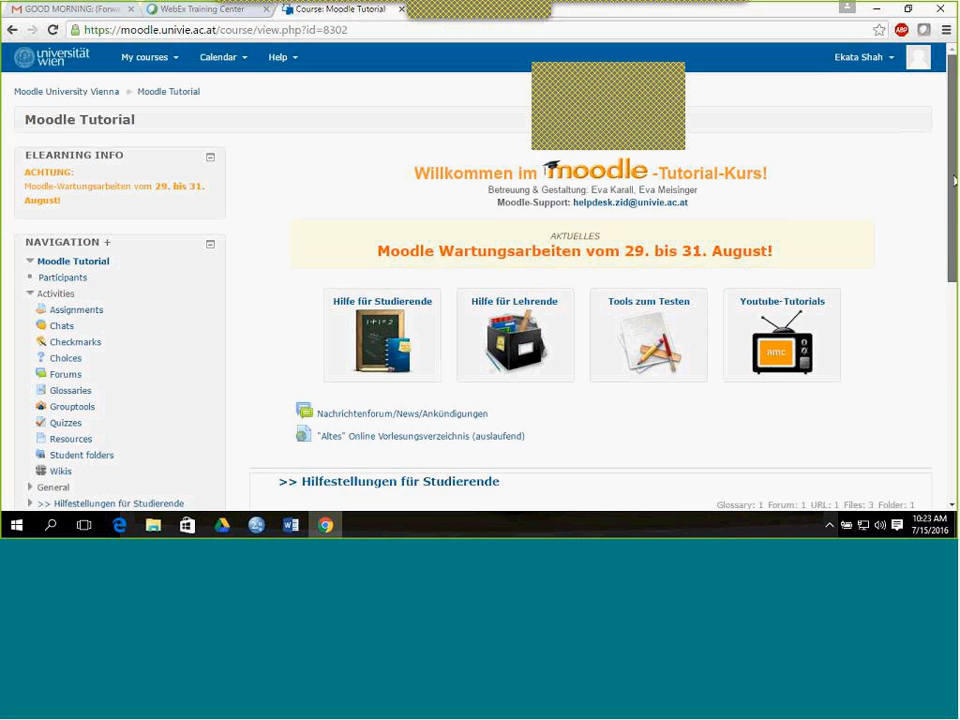 GOOD MORNING: (Forw
WebEx Training Center
Course: Moodle Tutorial
https://moodle.univie.ac.at/course/view.php?id=8302
ABP
universität
wien
My courses
Calendar
Help
Ekata Shah
Moodle University Vienna
Moodle Tutorial
Moodle Tutorial
ELEARNING INFO
ACHTUNG:
Moodle-Wartungsarbeiten vom 29. bis 31.
August!
NAVIGATION +
Moodle Tutorial
Participants
Activities
Assignments
Chats
Checkmarks
Choices
Forums
Glossaries
Grouptools
Quizzes
Resources
Student folders
Wikis
General
>> Hilfestellungen für Studierende
Willkommen im moodle -Tutorial-Kurs!
Betreuung & Gestaltung: Eva Karall, Eva Meisinger
Moodle-Support: helpdesk.zid@univie.ac.at
AKTUELLES
Moodle Wartungsarbeiten vom 29. bis 31. August!
Hilfe für Studierende
Hilfe für Lehrende
Tools zum Testen
Youtube-Tutorials
1+1=2
amc
Nachrichtenforum/News/Ankündigungen
"Altes" Online Vorlesungsverzeichnis (auslaufend)
>> Hilfestellungen für Studierende
Glossary: 1 Forum: 1 URL: 1 Files: 3 Folder: 1
10:23 AM
7/15/2016